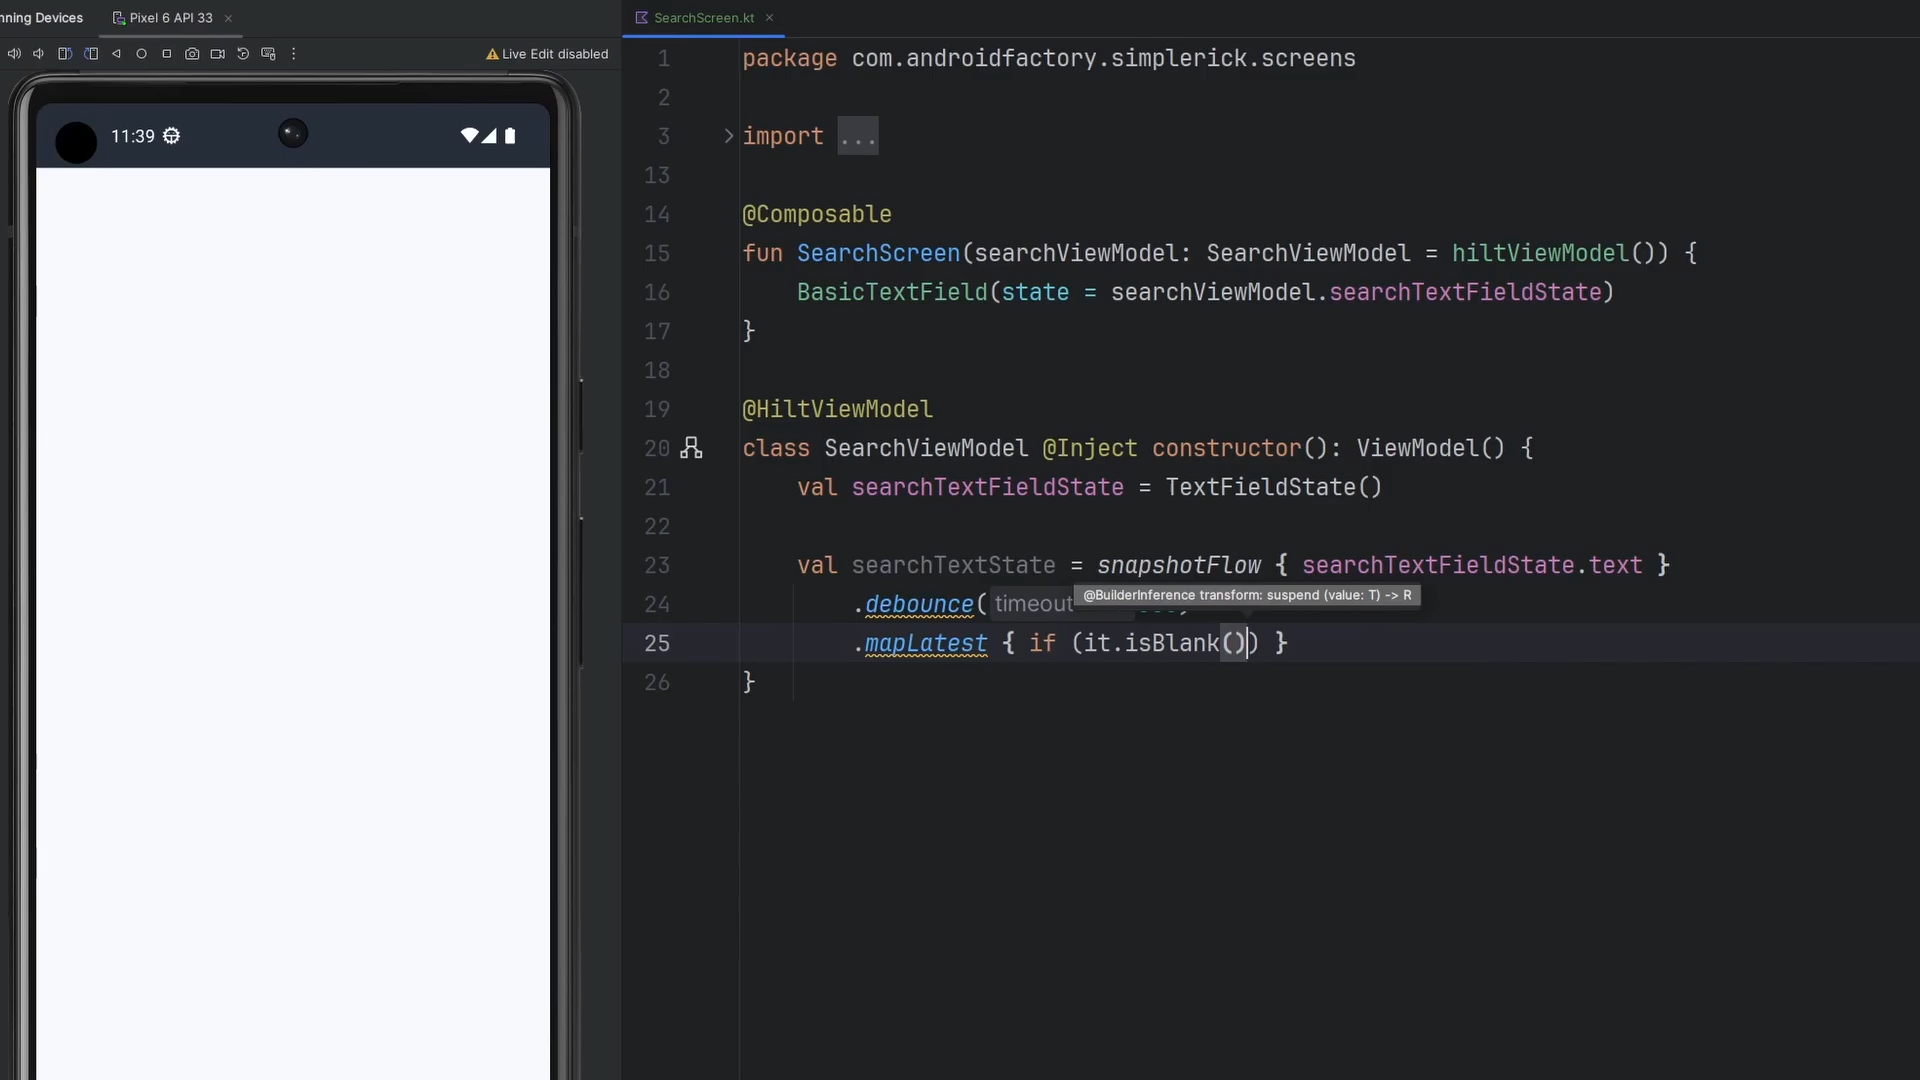 nning Devices
Pixel 6 API 33
Live Edit disabled
11:39
SearchScreen.kt
1 package com.androidfactory.simplerick.screens
2
3 import ...
13
14 @Composable
15 fun SearchScreen(searchViewModel: SearchViewModel = hiltViewModel()) {
16 BasicTextField(state = searchViewModel.searchTextFieldState)
17 }
18
19 @HiltViewModel
20 class SearchViewModel @Inject constructor(): ViewModel() {
21 val searchTextFieldState = TextFieldState()
22
23 val searchTextState = snapshotFlow { searchTextFieldState.text }
@BuilderInference transform: suspend (value: T) -> R
24 .debounce( timeout
25 .mapLatest { if (it.isBlank()) }
26 }